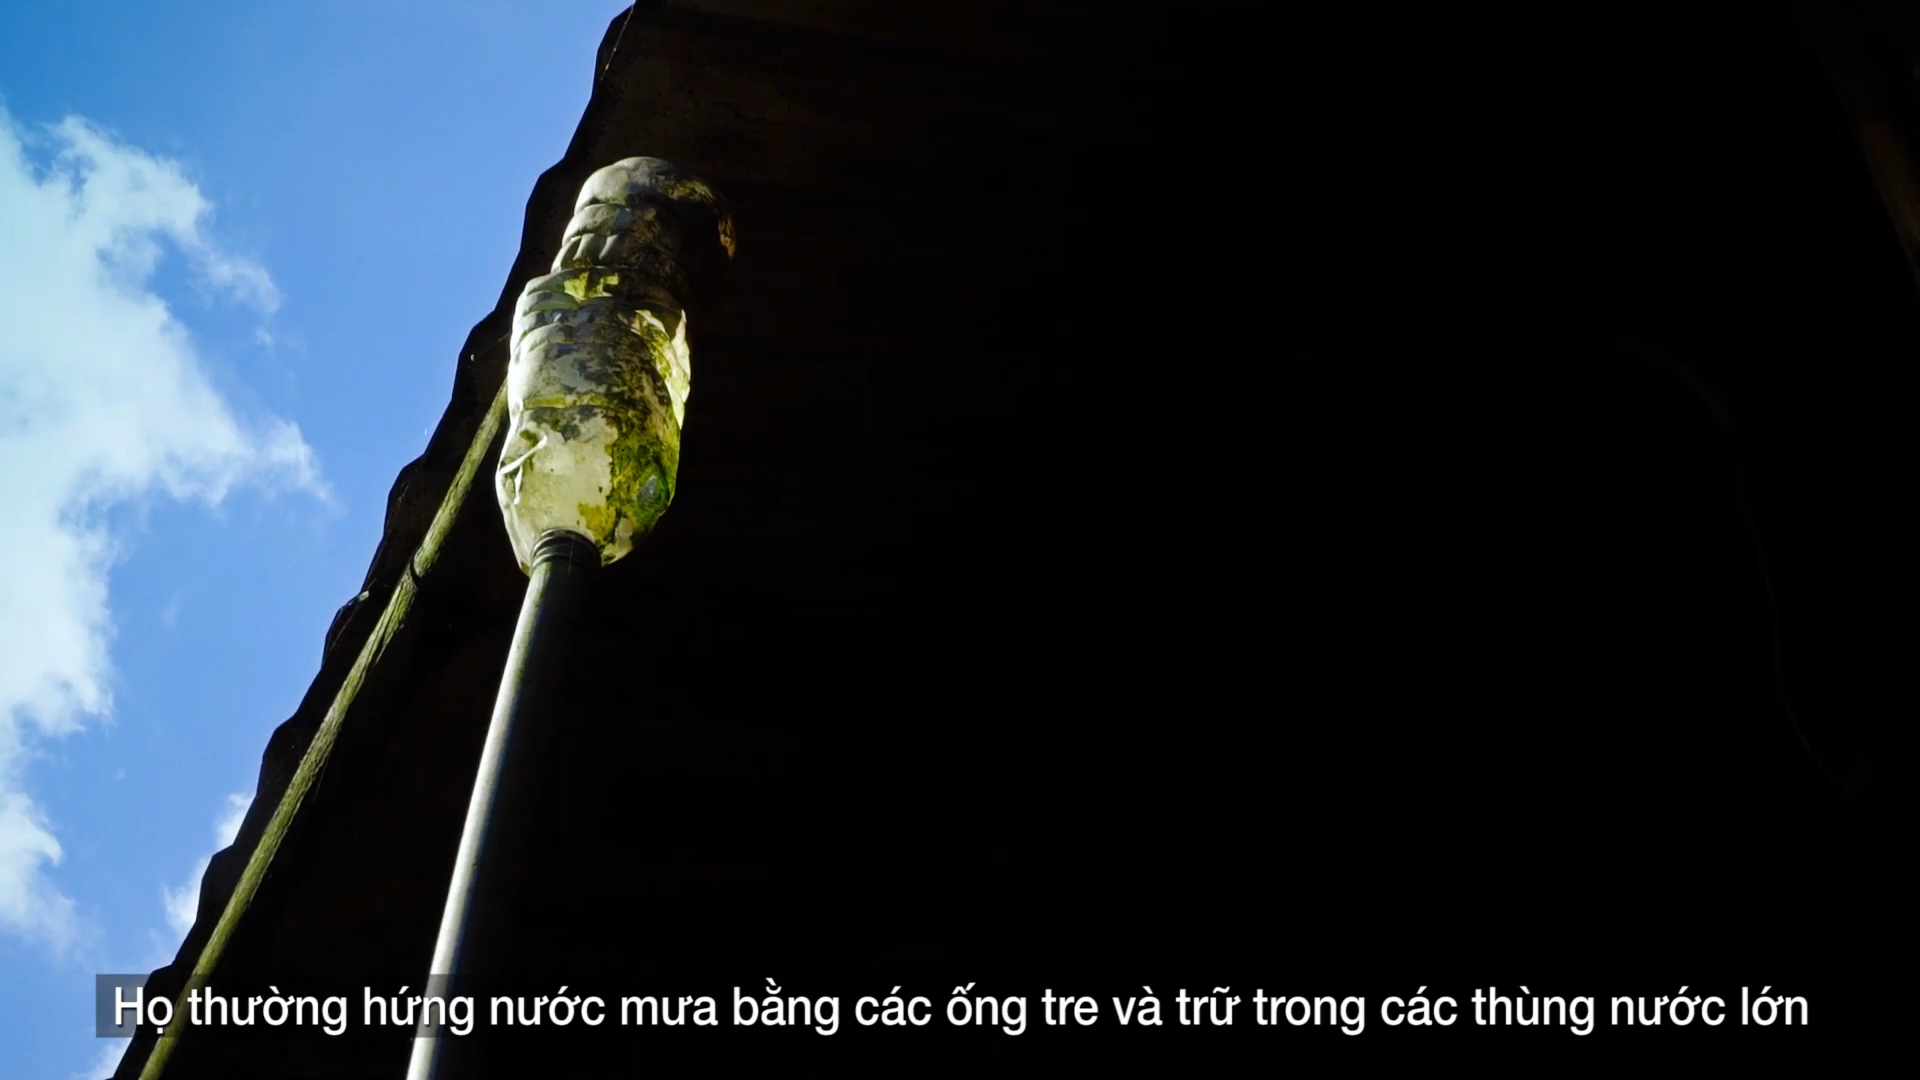 Họ thường hứng nước mưa bằng các ống tre và trữ trong các thùng nước lớn